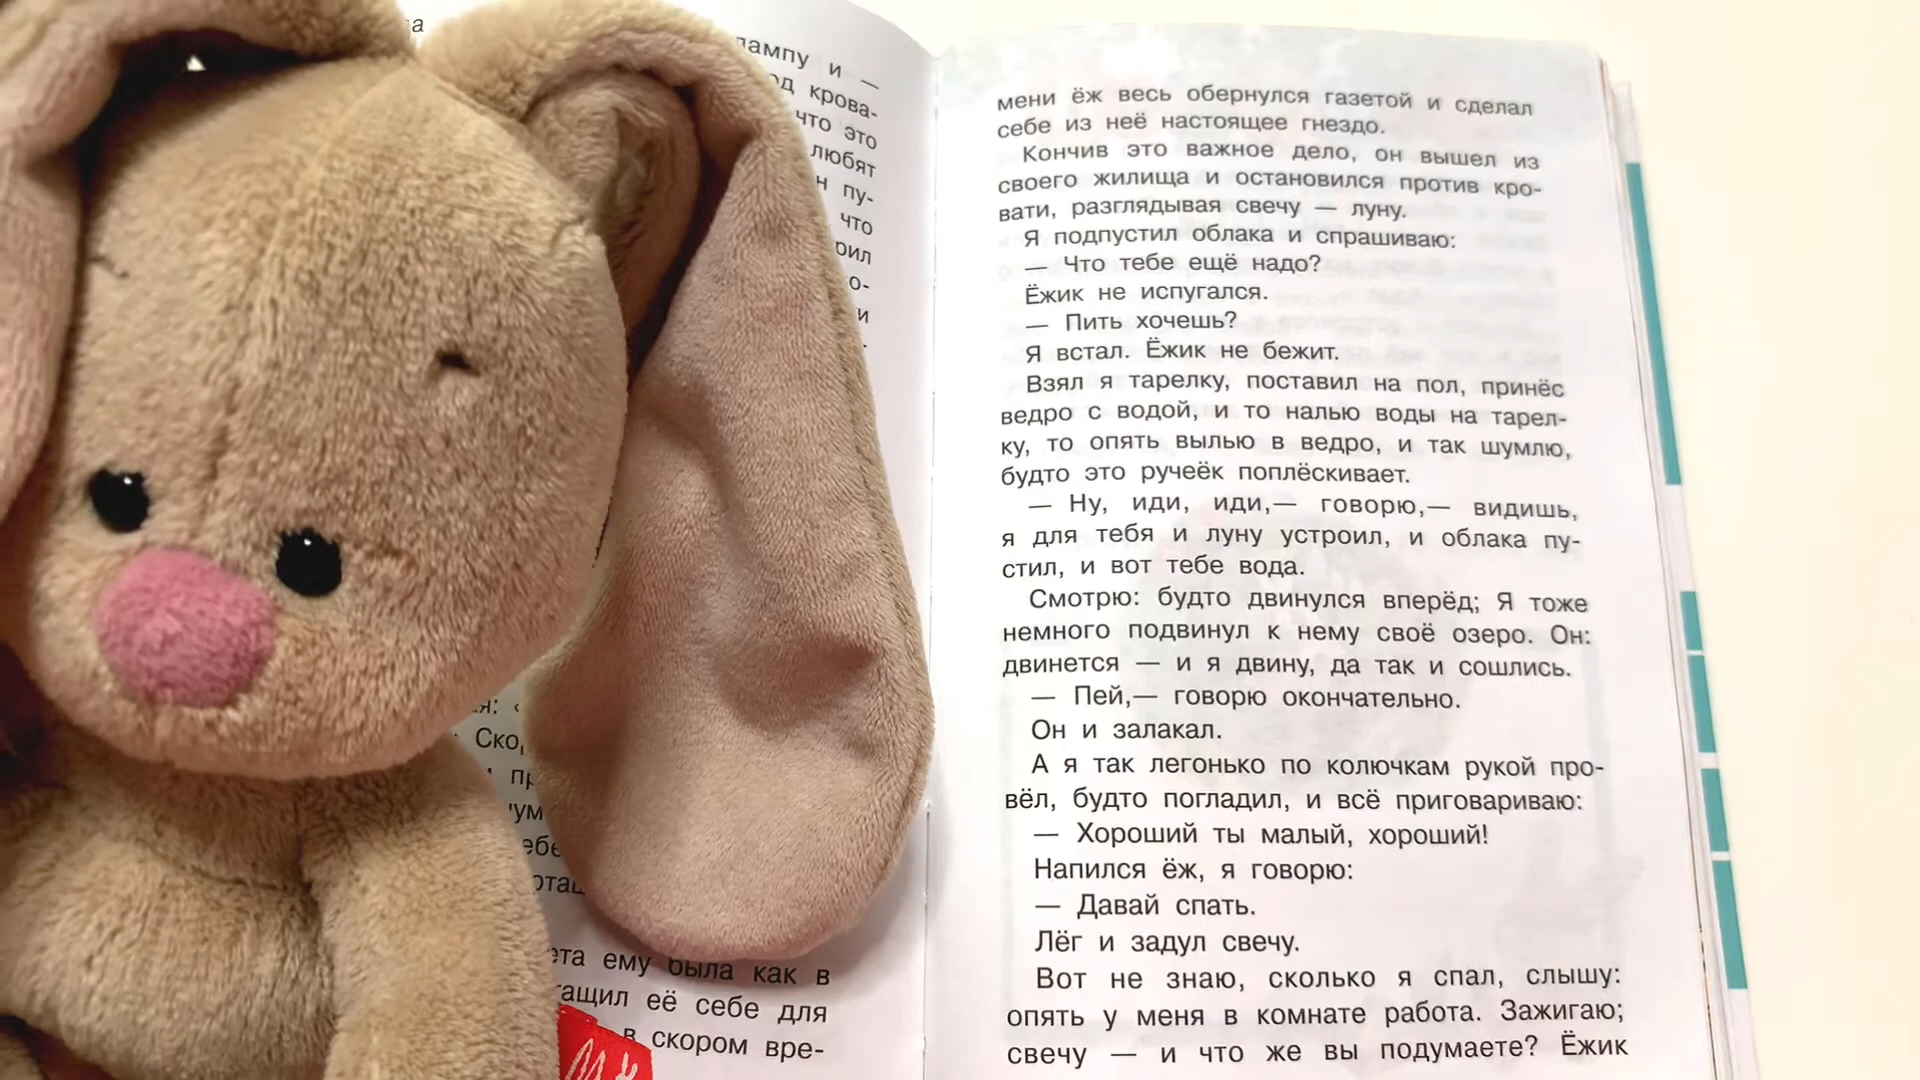 лампу и —
крова-
что это
любят
н пу-
что
рил
о-
и
я: «
Ско
пр
ум
ебе
ета ему была как в
тащил её себе для
в скором вре-
мени ёж весь обернулся газетой и сделал
себе из неё настоящее гнездо.
Кончив это важное дело, он вышел из
своего жилища и остановился против кро-
вати, разглядывая свечу — луну.
Я подпустил облака и спрашиваю:
— Что тебе ещё надо?
Ёжик не испугался.
— Пить хочешь?
Я встал. Ёжик не бежит.
Взял я тарелку, поставил на пол, принёс
ведро с водой, и то налью воды на тарел-
ку, то опять вылью в ведро, и так шумлю,
будто это ручеёк поплёскивает.
— Ну, иди, иди,— говорю,— видишь,
я для тебя и луну устроил, и облака пу-
стил, и вот тебе вода.
Смотрю: будто двинулся вперёд; Я тоже
немного подвинул к нему своё озеро. Он:
двинется — и я двину, да так и сошлись.
— Пей,— говорю окончательно.
Он и залакал.
А я так легонько по колючкам рукой про-
вёл, будто погладил, и всё приговариваю:
— Хороший ты малый, хороший!
Напился ёж, я говорю:
— Давай спать.
Лёг и задул свечу.
Вот не знаю, сколько я спал, слышу:
опять у меня в комнате работа. Зажигаю;
свечу — и что же вы подумаете? Ёжик